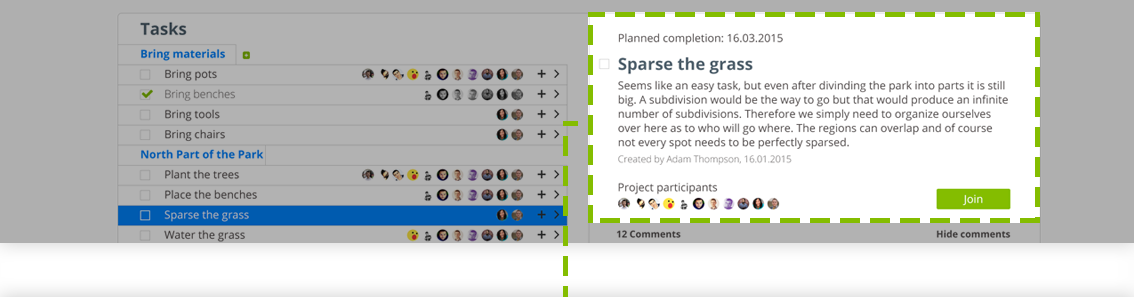 Tasks
Bring materials
Bring pots
Bring benches
Bring tools
Bring chairs
North Part of the Park
Plant the trees
Place the benches
Sparse the grass
Water the grass
Planned completion: 16.03.2015
Sparse the grass
Seems like an easy task, but even after divinding the park into parts it is still
big. A subdivision would be the way to go but that would produce an infinite
number of subdivisions. Therefore we simply need to organize ourselves
over here as to who will go where. The regions can overlap and of course
not every spot needs to be perfectly sparsed.
Created by Adam Thompson, 16.01.2015
Project participants
Join
12 Comments
Hide comments